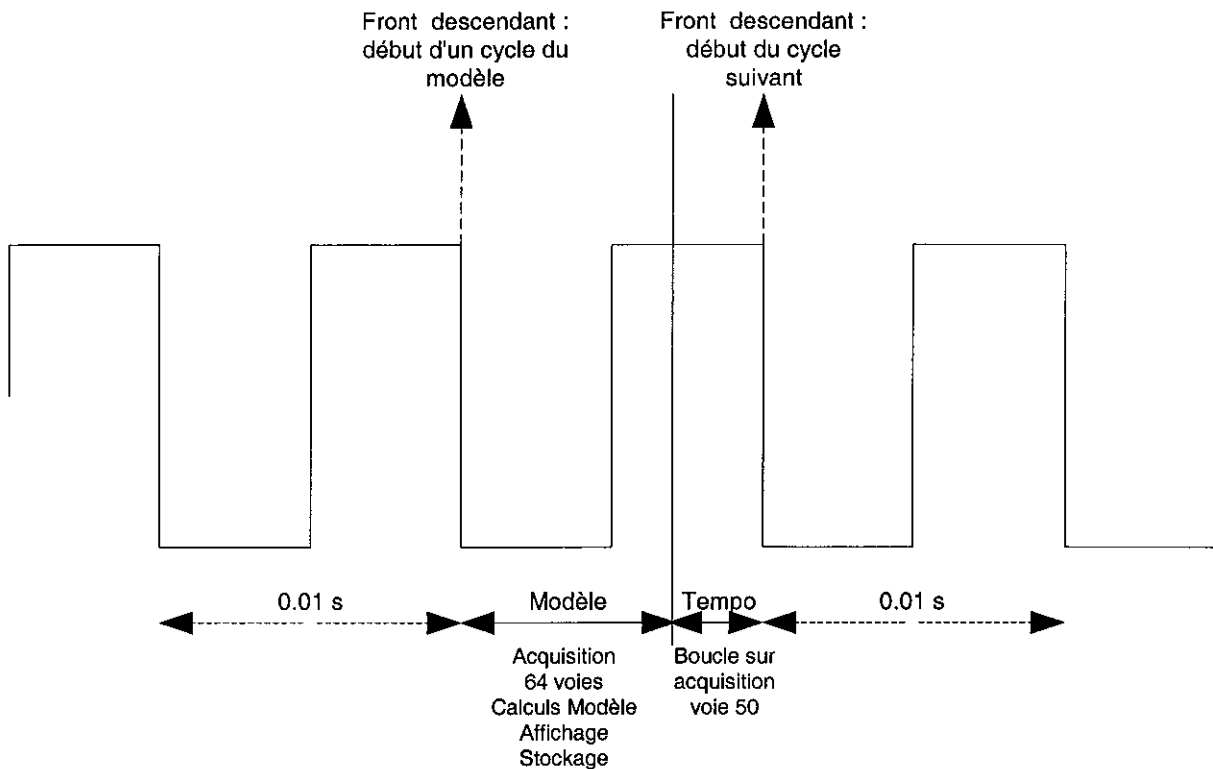 Front descendant :
début d'un cycle du
modèle
Front descendant :
début du cycle
suivant
0.01 s
Modèle
Tempo
0.01 s
Acquisition
64 voies
Calculs Modèle
Affichage
Stockage
Boucle sur
acquisition
voie 50